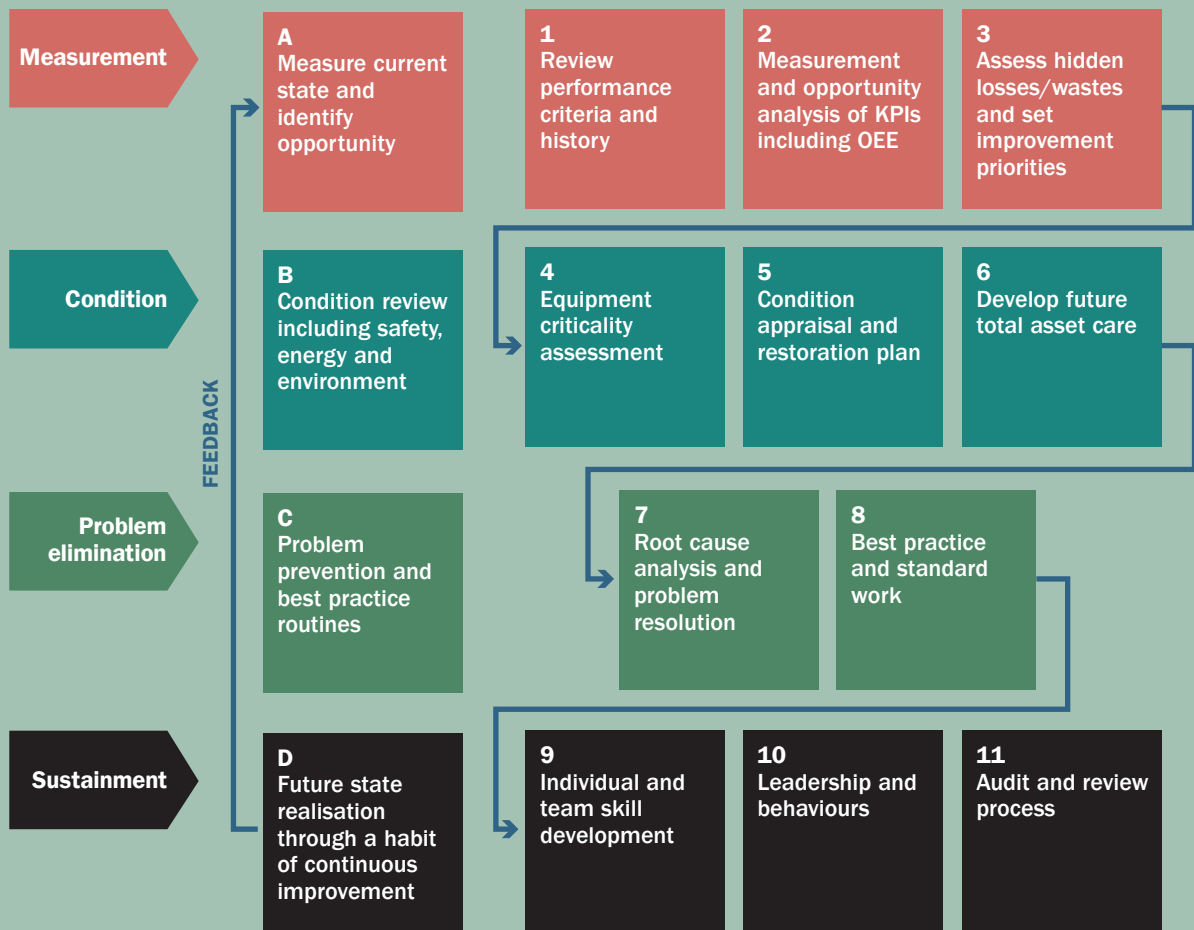 Measurement
A
Measure current
state and
identify
opportunity
1
Review
performance
criteria and
history
2
Measurement
and opportunity
analysis of KPIs
including OEE
3
Assess hidden
losses/wastes
and set
improvement
priorities
Condition
B
Condition review
including safety,
energy and
environment
4
Equipment
criticality
assessment
5
Condition
appraisal and
restoration plan
6
Develop future
total asset care
FEEDBACK
Problem
elimination
C
Problem
prevention and
best practice
routines
7
Root cause
analysis and
problem
resolution
8
Best practice
and standard
work
Sustainment
D
Future state
realisation
through a habit
of continuous
improvement
9
Individual and
team skill
development
10
Leadership and
behaviours
11
Audit and review
process